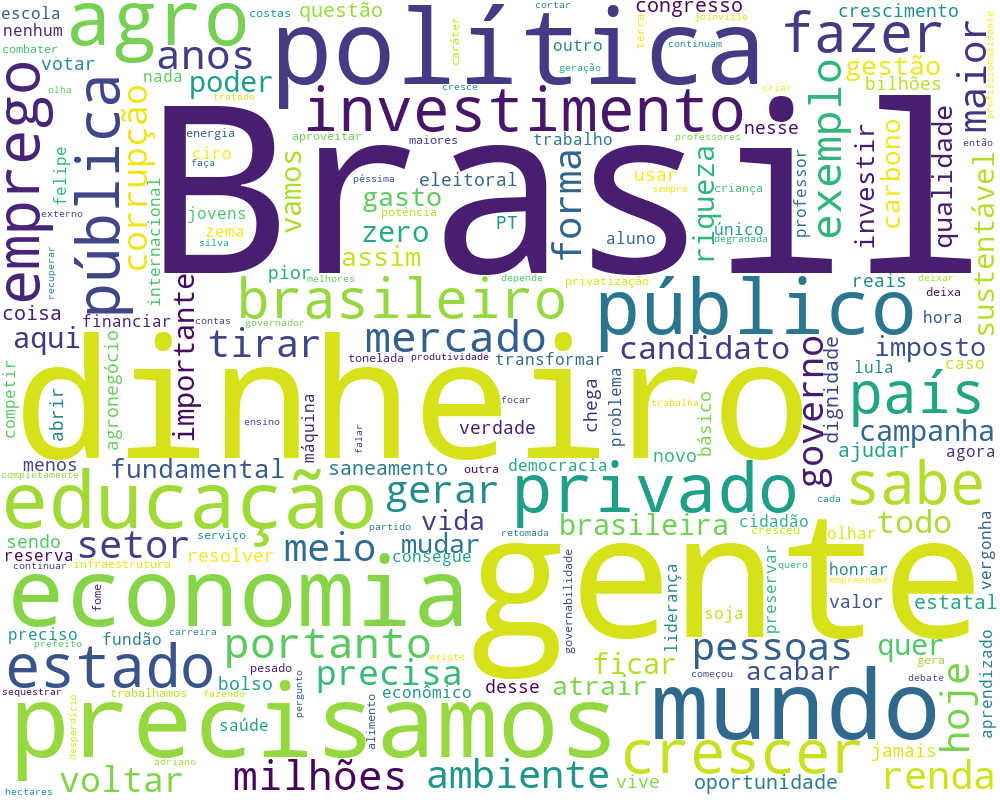 escola
agro
costas
questão
cortar
joinville
congresso
crescimento
nenhum
anos
política
caráter
outro
terra
continuam
fazer
combater
votar
nada
poder
geração
gestão
maior
bilhões
olha
tratado
cresce
criar
profissionalizante
emprego
pública
corrupção
investimento
nesse
exemplo
então
energia
aproveitar
maiores
trabalho
professores
Brasil
ciro
faça
vamos
péssima
eleitoral
forma
usar
sempre
criança
riqueza
professor
investir
carbono
qualidade
sustentável
felipe
internacional
jovens
zema
silva
gasto
potência
zero
PT
aluno
único
degradada
externo
recuperar
assim
pior
melhores
depende
privatização
reais
deixar
coisa
importante
brasileiro
público
deixa
financiar
contas
governador
hora
aqui
tirar
mercado
candidato
imposto
competir
abrir
agronegócio
dinheiro
tonelada
produtividade
transformar
governo
dignidade
lula
caso
país
ensino
máquina
falar
verdade
focar
chega
problema
trabalha
básico
campanha
menos
fundamental
saneamento
outra
democracia
novo
ajudar
agora
completamente
educação
gerar
privado
cada
sabe
sendo
serviço
partido
vida
retomada
brasileira
cidadão
cresceu
todo
reserva
setor
resolver
meio
mudar
consegue
olhar
vergonha
continuar
infraestrutura
economia
gente
governabilidade
liderança
preservar
quero
honrar
empreender
fome
soja
valor
estatal
preciso
fundão
carreira
prefeito
portanto
existe
pessoas
quer
estado
pesado
precisa
ficar
acabar
gera
aprendizado
sequestrar
trabalhamos
fazendo
bolso
econômico
desse
atrair
começou
debate
hoje
precisamos
saúde
pergunto
alimento
mundo
desperdício
adriano
crescer
jamais
hectares
voltar
milhões
ambiente
vive
oportunidade
renda